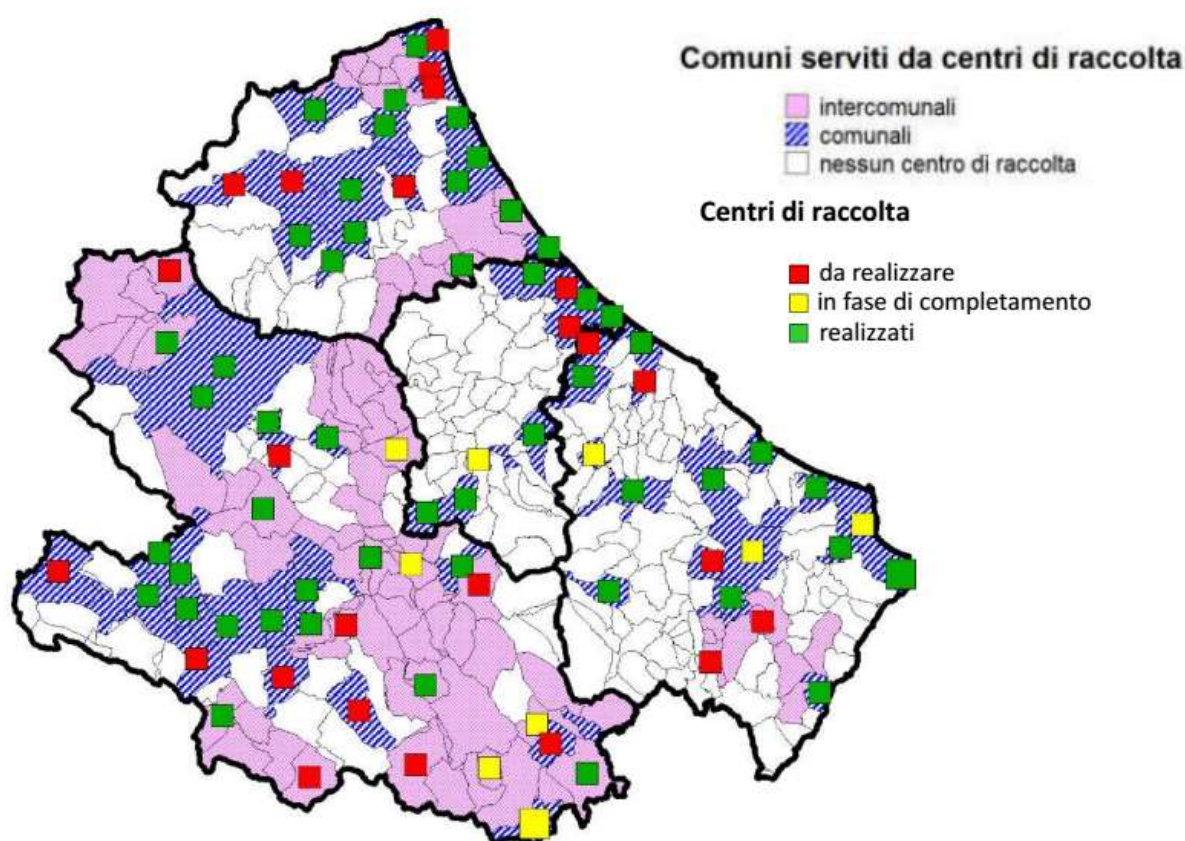 Comuni serviti da centri di raccolta
intercomunali
comunali
nessun centro di raccolta
Centri di raccolta
da realizzare
in fase di completamento
realizzati